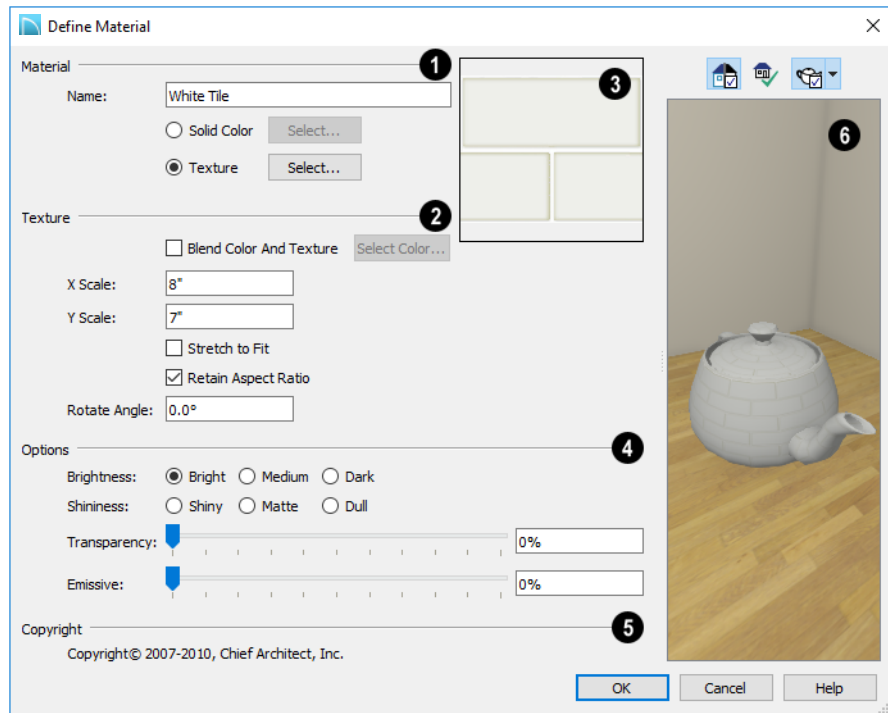 Define Material
Material 1
Name: White Tile
Solid Color Select...
Texture Select...
3
6
Texture 2
Blend Color And Texture Select Color...
X Scale: 8"
Y Scale: 7"
Stretch to Fit
Retain Aspect Ratio
Rotate Angle: 0.0°
Options 4
Brightness: Bright Medium Dark
Shininess: Shiny Matte Dull
Transparency: 0%
Emissive: 0%
Copyright 5
Copyright© 2007-2010, Chief Architect, Inc.
OK Cancel Help